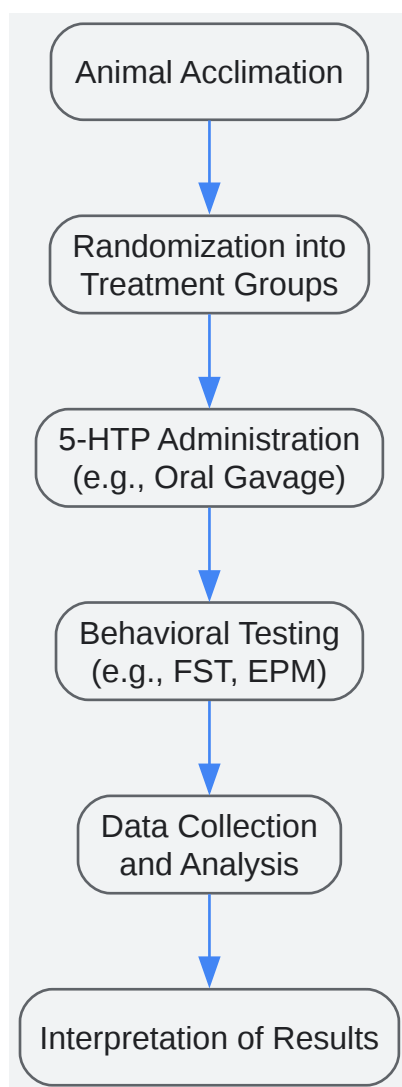 Animal Acclimation
Randomization into
Treatment Groups
5-HTP Administration
(e.g., Oral Gavage)
Behavioral Testing
(e.g., FST, EPM)
Data Collection
and Analysis
Interpretation of Results